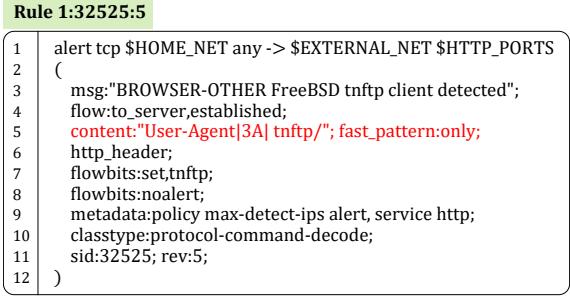 Rule 1:32525:5
1 alert tcp $HOME_NET any -> $EXTERNAL_NET $HTTP_PORTS
2 (
3 msg:"BROWSER-OTHER FreeBSD tnftp client detected";
4 flow:to_server,established;
5 content:"User-Agent|3A| tnftp/"; fast_pattern:only;
6 http_header;
7 flowbits:set,tnftp;
8 flowbits:noalert;
9 metadata:policy max-detect-ips alert, service http;
10 classtype:protocol-command-decode;
11 sid:32525; rev:5;
12 )